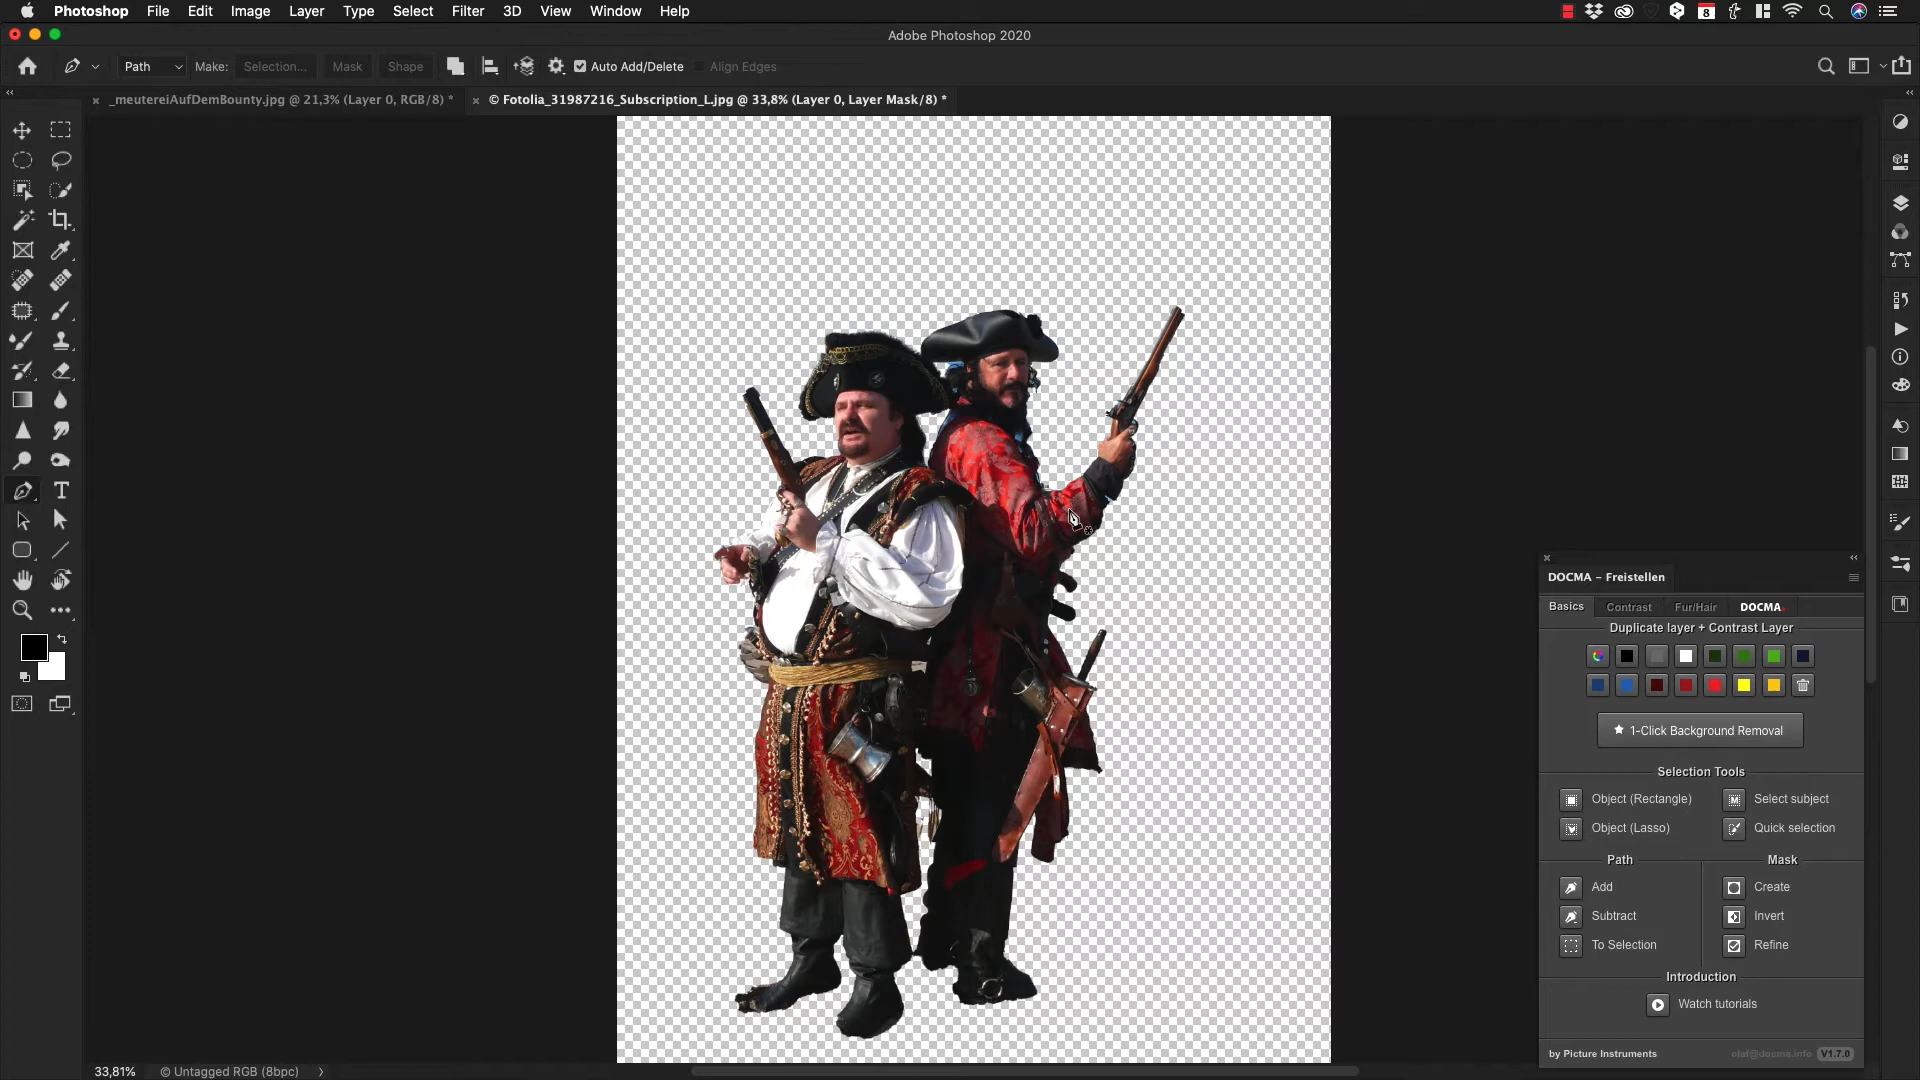 Photoshop File Edit Image Layer Type Select Filter 3D View Window Help
8
Adobe Photoshop 2020
Path Make: Selection... Mask Shape Auto Add/Delete Align Edges
_meutereiAufDemBounty.jpg @ 21,3% (Layer 0, RGB/8) *
© Fotolia_31987216_Subscription_L.jpg @ 33,8% (Layer 0, Layer Mask/8) *
DOCMA – Freistellen
Basics Contrast Fur/Hair DOCMA
Duplicate layer + Contrast Layer
1-Click Background Removal
Selection Tools
Object (Rectangle) Select subject
Object (Lasso) Quick selection
Path Mask
Add Create
Subtract Invert
To Selection Refine
Introduction
Watch tutorials
by Picture Instruments olaf@docma.info V1.7.0
33,81% © Untagged RGB (8bpc)